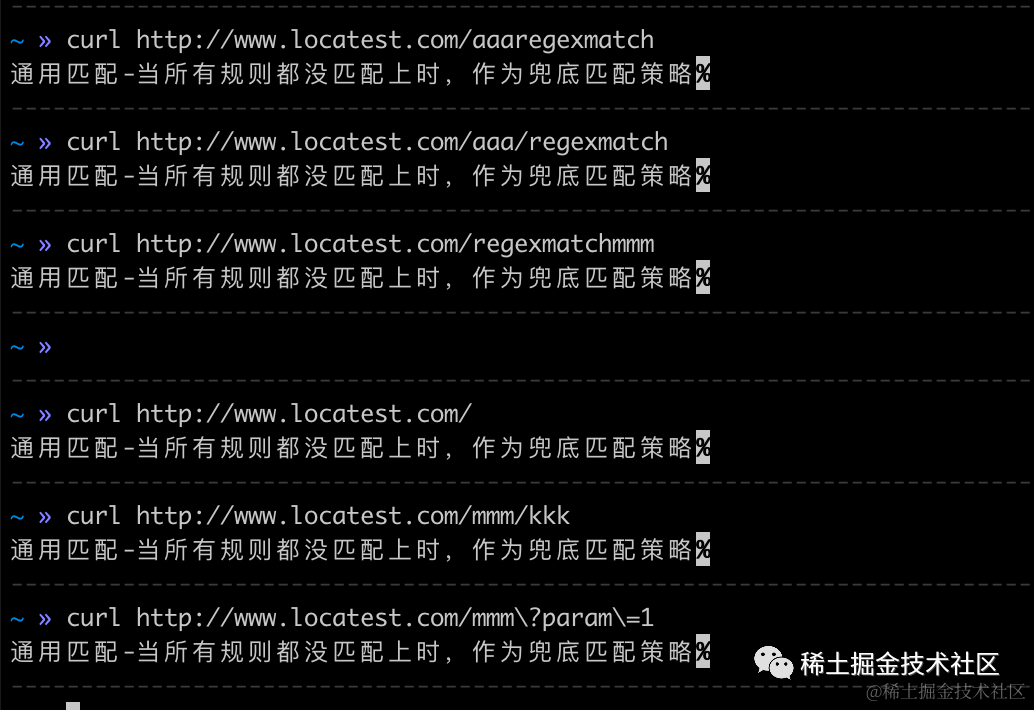 ~ » curl http://www.locatest.com/aaaregexmatch
通用匹配-当所有规则都没匹配上时，作为兜底匹配策略%
~ » curl http://www.locatest.com/aaa/regexmatch
通用匹配-当所有规则都没匹配上时，作为兜底匹配策略%
~ » curl http://www.locatest.com/regexmatchmmm
通用匹配-当所有规则都没匹配上时，作为兜底匹配策略%
~ »
~ » curl http://www.locatest.com/
通用匹配-当所有规则都没匹配上时，作为兜底匹配策略%
~ » curl http://www.locatest.com/mmm/kkk
通用匹配-当所有规则都没匹配上时，作为兜底匹配策略%
~ » curl http://www.locatest.com/mmm\?param\=1
通用匹配-当所有规则都没匹配上时，作为兜底匹配策略%
稀土掘金技术社区
@稀土掘金技术社区